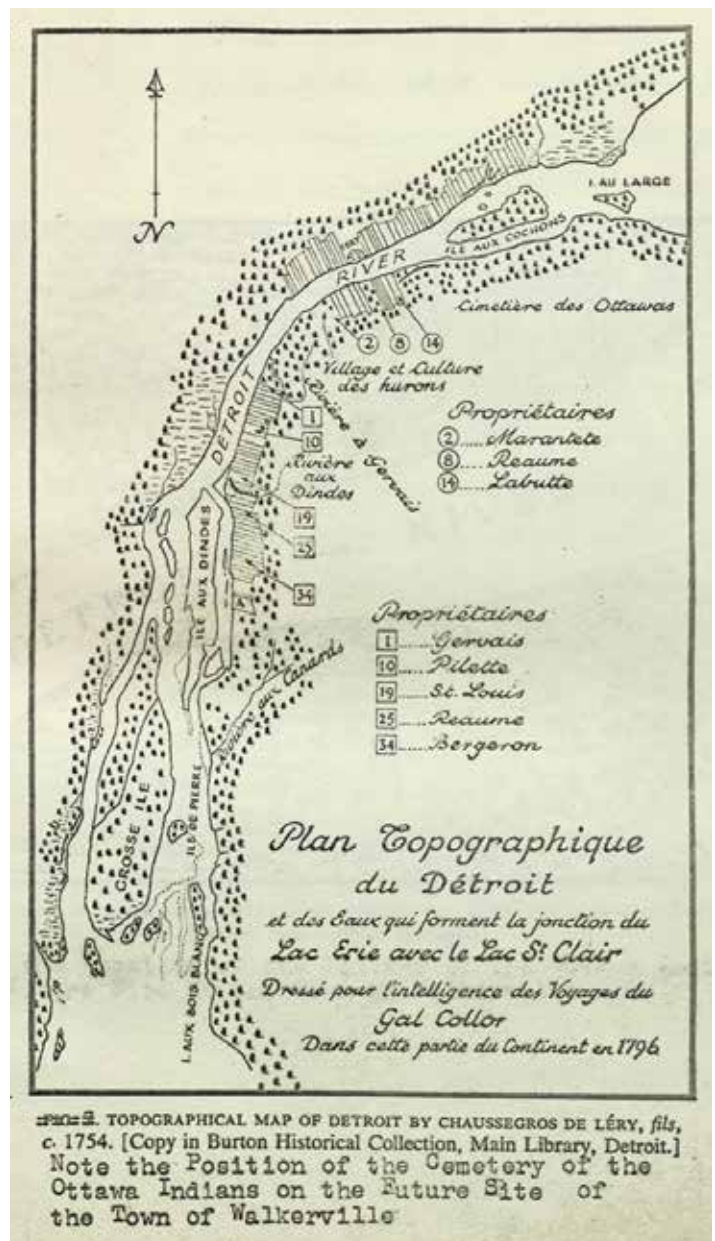 N
I. AU LARGE
ILE AUX COCHONS
FORT
DÉTROIT RIVER
Cimetière des Ottawas
2 8 14
Village et Culture
des hurons
Rivière à Gervais
1
10
Rivière
aux
Dindes
19
25
34
Propriétaires
2 ..... Marantete
8 ..... Reaume
14 ..... Labutte
ILE AUX DINDES
Rivière aux Canards
Propriétaires
1 ..... Gervais
10 ..... Pilette
19 ..... St. Louis
25 ..... Reaume
34 ..... Bergeron
GROSSE ILE
ILE DE PIERRE
I. AUX BOIS BLANC
Plan Topographique
du Détroit
et des Eaux qui forment la jonction du
Lac Erie avec le Lac St Clair
Dressé pour l'intelligence des Voyages du
Gal Collor
Dans cette partie du Continent en 1796
TOPOGRAPHICAL MAP OF DETROIT BY CHAUSSEGROS DE LÉRY, fils,
c. 1754. [Copy in Burton Historical Collection, Main Library, Detroit.]
Note the Position of the Cemetery of the
Ottawa Indians on the Future Site of
the Town of Walkerville